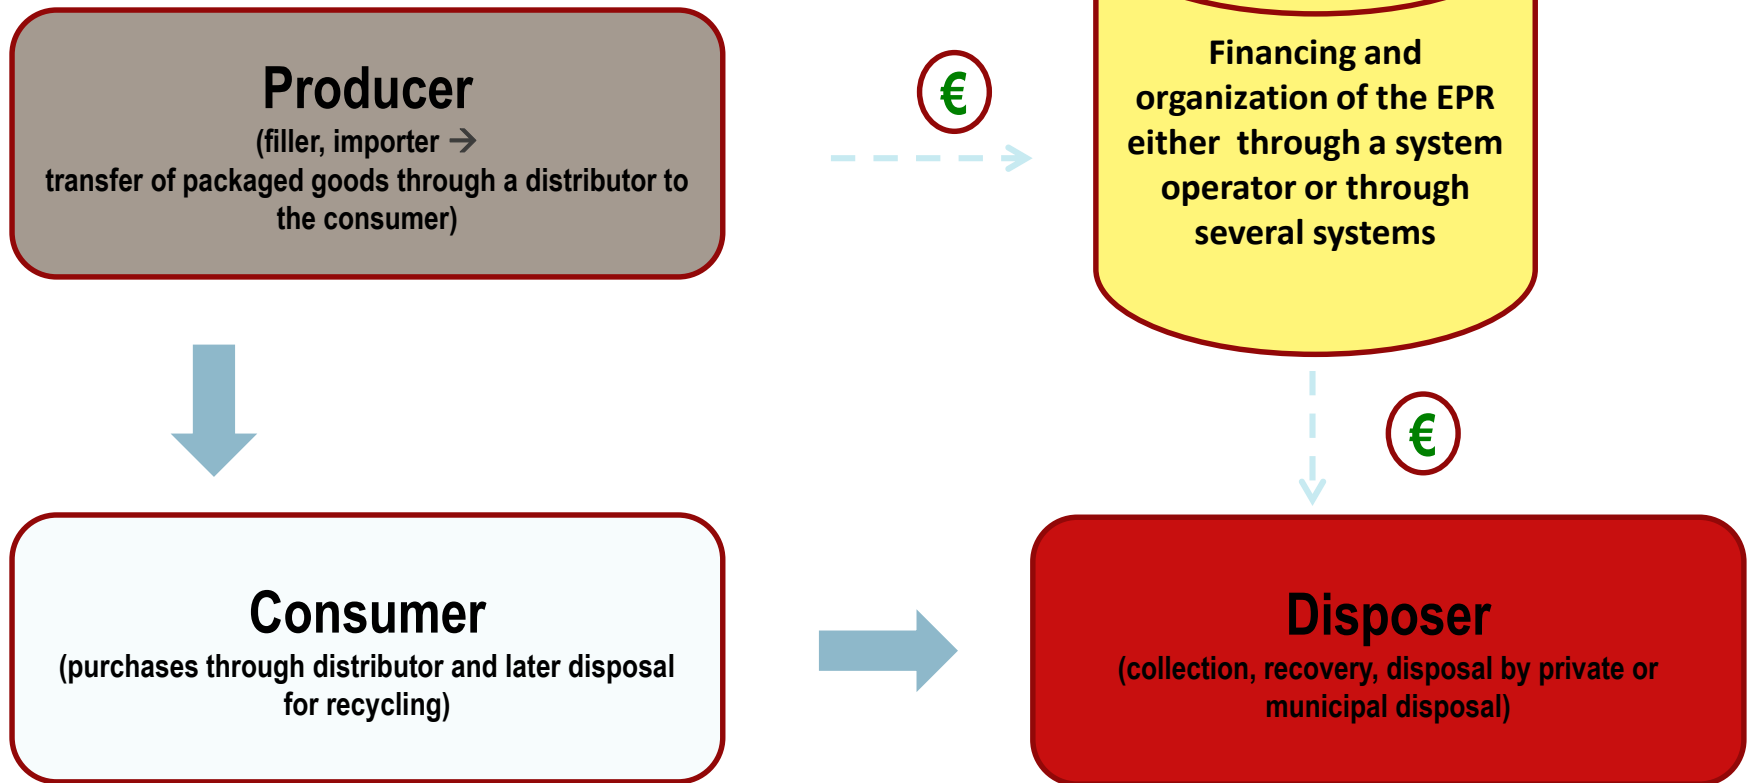 Producer
(filler, importer →
transfer of packaged goods through a distributor to
the consumer)
€
Financing and
organization of the EPR
either  through a system
operator or through
several systems
€
Consumer
(purchases through distributor and later disposal
for recycling)
Disposer
(collection, recovery, disposal by private or
municipal disposal)